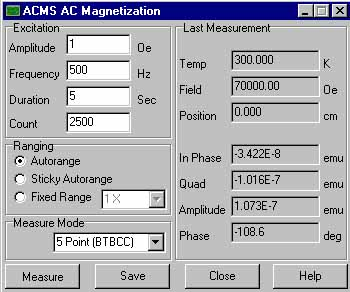 ACMS AC Magnetization
Excitation
Amplitude 1 Oe
Frequency 500 Hz
Duration 5 Sec
Count 2500
Ranging
Autorange
Sticky Autorange
Fixed Range 1 X
Measure Mode
5 Point (BTBCC)
Last Measurement
Temp 300.000 K
Field 70000.00 Oe
Position 0.000 cm
In Phase -3.422E-8 emu
Quad -1.016E-7 emu
Amplitude 1.073E-7 emu
Phase -108.6 deg
Measure Save Close Help